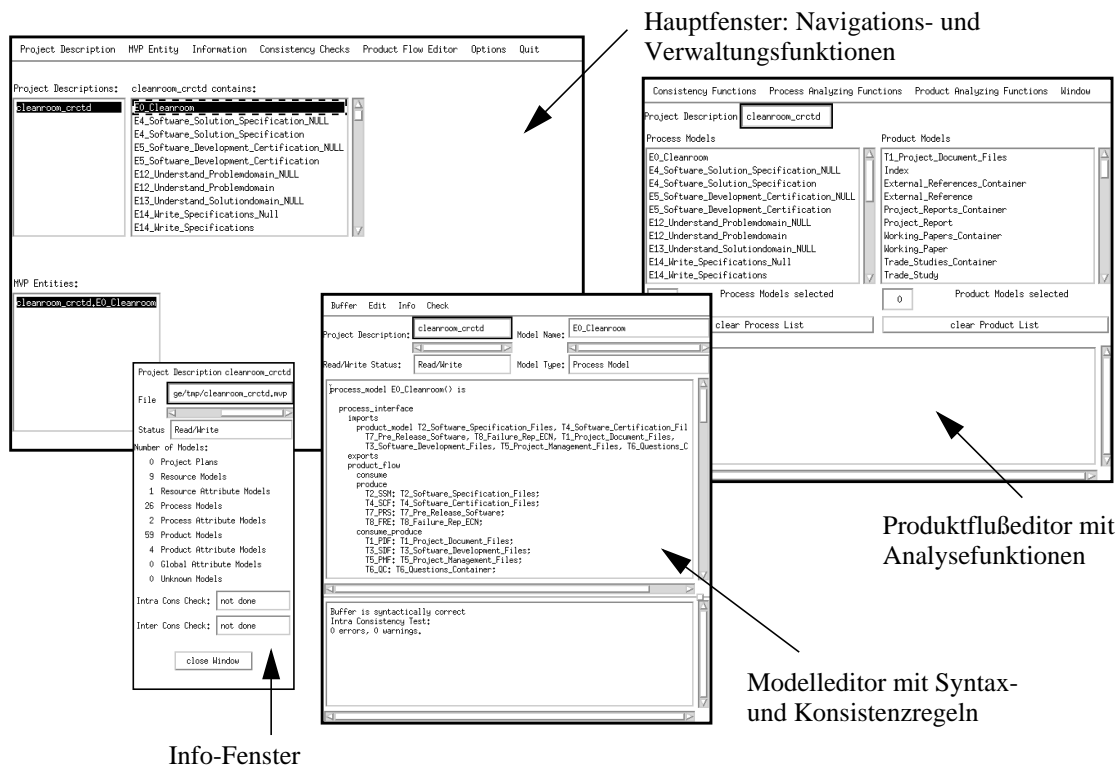 Hauptfenster: Navigations- und
Verwaltungsfunktionen
Project Description MVP Entity Information Consistency Checks Product Flow Editor Options Quit
Project Descriptions: cleanroom_crctd contains:
cleanroom_crctd
E0_Cleanroom
E4_Software_Solution_Specification_NULL
E4_Software_Solution_Specification
E5_Software_Development_Certification_NULL
E5_Software_Development_Certification
E12_Understand_Problemdomain_NULL
E12_Understand_Problemdomain
E13_Understand_Solutiondomain_NULL
E14_Write_Specifications_Null
E14_Write_Specifications
MVP Entities:
cleanroom_crctd.E0_Cleanroom
Consistency Functions Process Analyzing Functions Product Analyzing Functions Window
Project Description cleanroom_crctd
Process Models
E0_Cleanroom
E4_Software_Solution_Specification_NULL
E4_Software_Solution_Specification
E5_Software_Development_Certification_NULL
E5_Software_Development_Certification
E12_Understand_Problemdomain_NULL
E12_Understand_Problemdomain
E13_Understand_Solutiondomain_NULL
E14_Write_Specifications_Null
E14_Write_Specifications
Process Models selected
clear Process List
Product Models
T1_Project_Document_Files
Index
External_References_Container
External_Reference
Project_Reports_Container
Project_Report
Working_Papers_Container
Working_Paper
Trade_Studies_Container
Trade_Study
0 Product Models selected
clear Product List
Produktflußeditor mit
Analysefunktionen
Project Description cleanroom_crctd
File ge/tmp/cleanroom_crctd.mvp
Status Read/Write
Number of Models:
0 Project Plans
9 Resource Models
1 Resource Attribute Models
26 Process Models
2 Process Attribute Models
59 Product Models
4 Product Attribute Models
0 Global Attribute Models
0 Unknown Models
Intra Cons Check: not done
Inter Cons Check: not done
close Window
Info-Fenster
Buffer Edit Info Check
Project Description: cleanroom_crctd Model Name: E0_Cleanroom
Read/Write Status: Read/Write Model Type: Process Model
process_model E0_Cleanroom() is
process_interface
imports
product_model T2_Software_Specification_Files, T4_Software_Certification_Fil
T7_Pre_Release_Software, T8_Failure_Rep_ECN, T1_Project_Document_Files,
T3_Software_Development_Files, T5_Project_Management_Files, T6_Questions_C
exports
product_flow
consume
produce
T2_SSM: T2_Software_Specification_Files;
T4_SCF: T4_Software_Certification_Files;
T7_PRS: T7_Pre_Release_Software;
T8_FRE: T8_Failure_Rep_ECN;
consume_produce
T1_PDF: T1_Project_Document_Files;
T3_SDF: T3_Software_Development_Files;
T5_PMF: T5_Project_Management_Files;
T6_QC: T6_Questions_Container;
Buffer is syntactically correct
Intra Consistency Test:
0 errors, 0 warnings.
Modelleditor mit Syntax-
und Konsistenzregeln